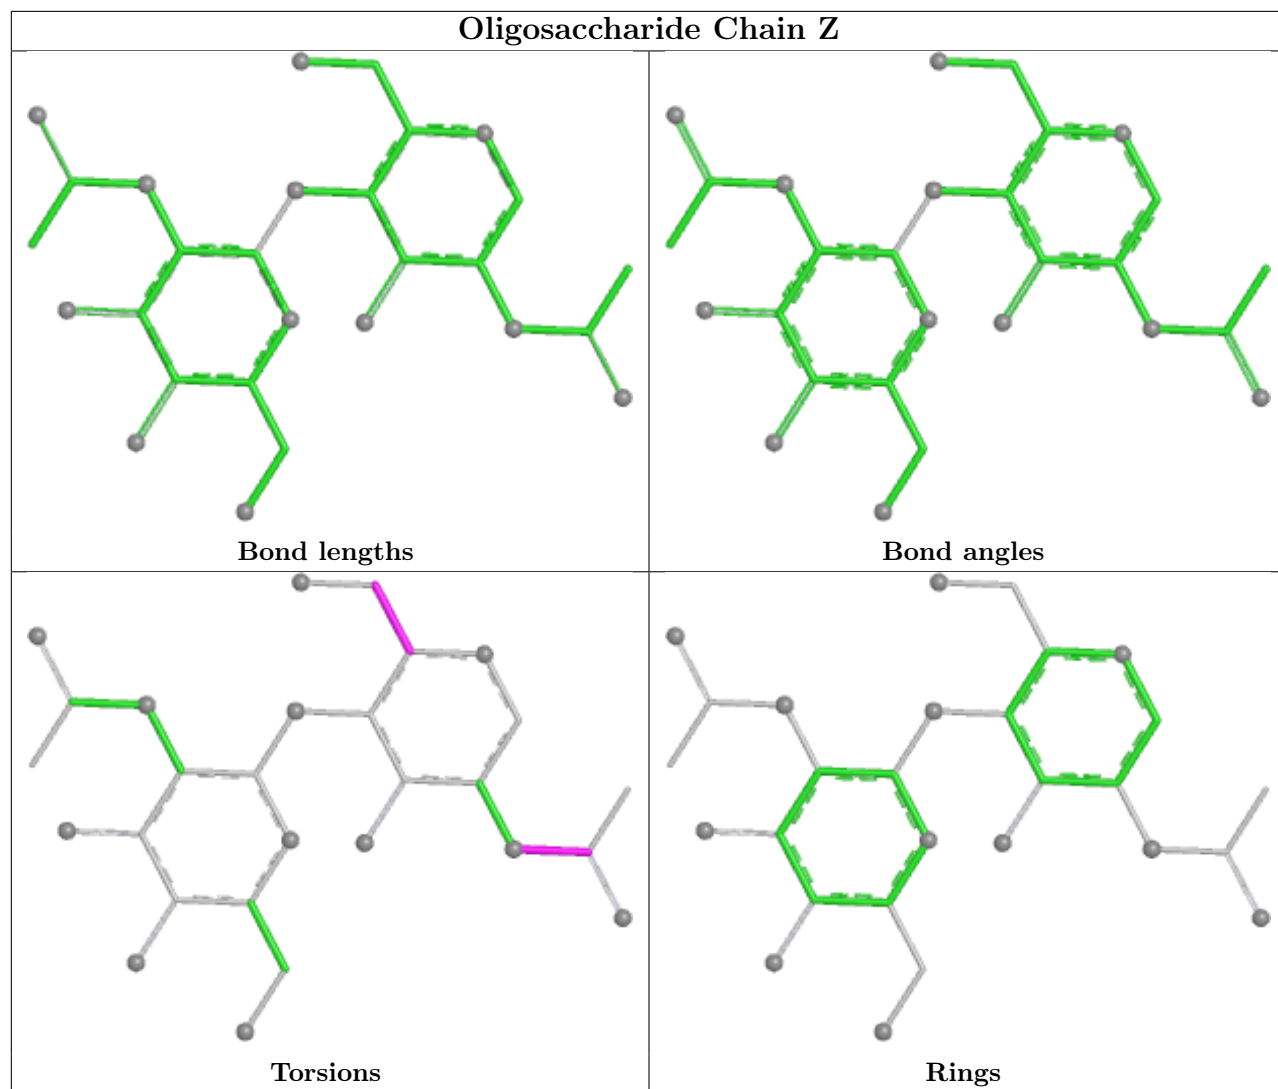 Oligosaccharide Chain Z
Bond lengths
Bond angles
Torsions
Rings